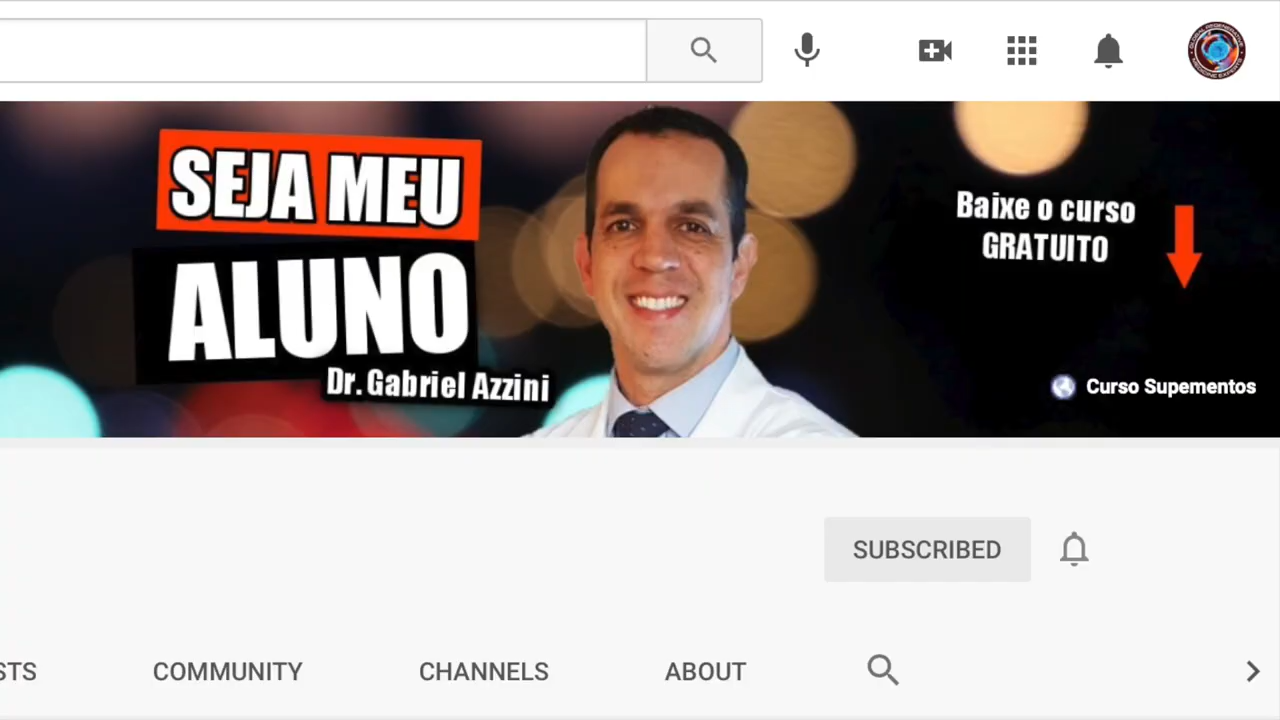 SEJA MEU
ALUNO
Dr. Gabriel Azzini
Baixe o curso
GRATUITO
Curso Supementos
SUBSCRIBED
STS
COMMUNITY
CHANNELS
ABOUT